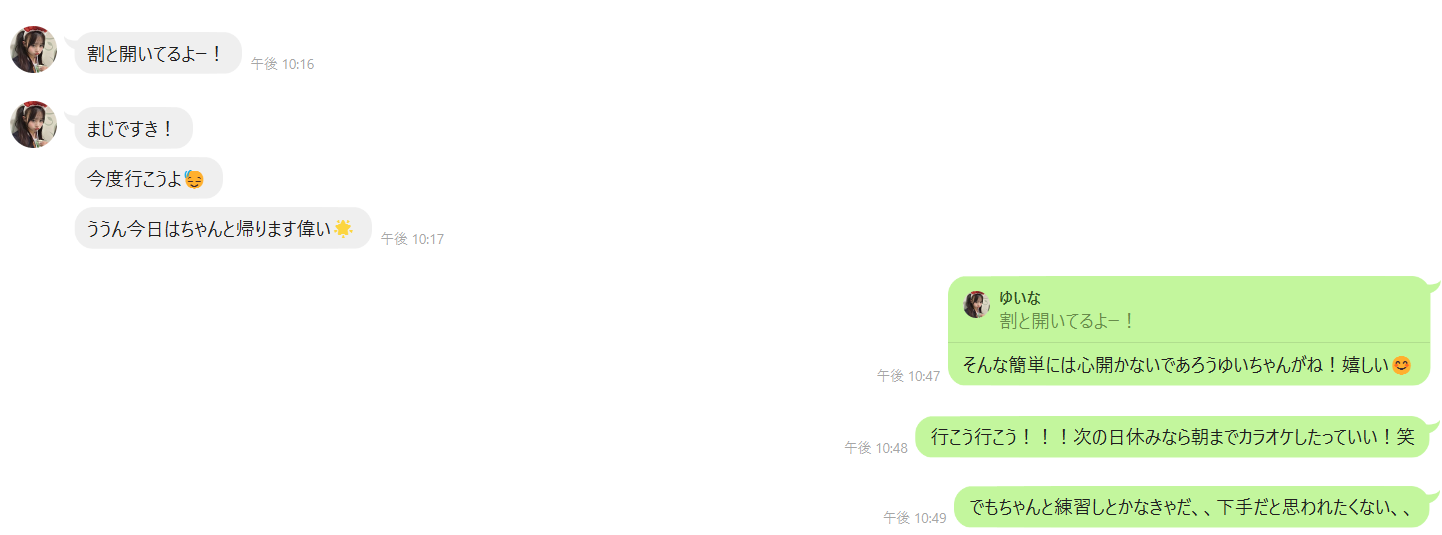 割と開いてるよー！
午後 10:16
まじですき！
今度行こうよ😓
ううん今日はちゃんと帰ります偉い🌟
午後 10:17
ゆいな
割と開いてるよー！
そんな簡単には心開かないであろうゆいちゃんがね！嬉しい😊
午後 10:47
行こう行こう！！！次の日休みなら朝までカラオケしたっていい！笑
午後 10:48
でもちゃんと練習しとかなきゃだ、、下手だと思われたくない、、
午後 10:49